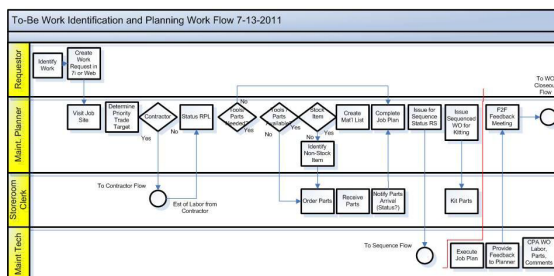 To-Be Work Identification and Planning Work Flow 7-13-2011
Requestor
Identify
Work
Create
Work
Request in
7i or Web
To WO
Closeout
Flow
Maint. Planner
Visit Job
Site
Determine
Priority
Trade
Target
Contractor
Yes
No
Status RPL
Tools/
Parts
Needed?
No
Yes
Tools /
Parts
Available?
Yes
No
Stock
Item
Yes
No
Identify
Non-Stock
Item
Create
Mat'l List
Complete
Job Plan
Issue for
Sequence
Status RS
Issue
Sequenced
WO for
Kitting
F2F
Feedback
Meeting
Storeroom
Clerk
To Contractor Flow
Est of Labor from
Contractor
Order Parts
Receive
Parts
Notify Parts
Arrival
(Status?)
Kit Parts
Maint Tech
To Sequence Flow
Execute
Job Plan
Provide
Feedback
to Planner
CPA WO
Labor,
Parts,
Comments